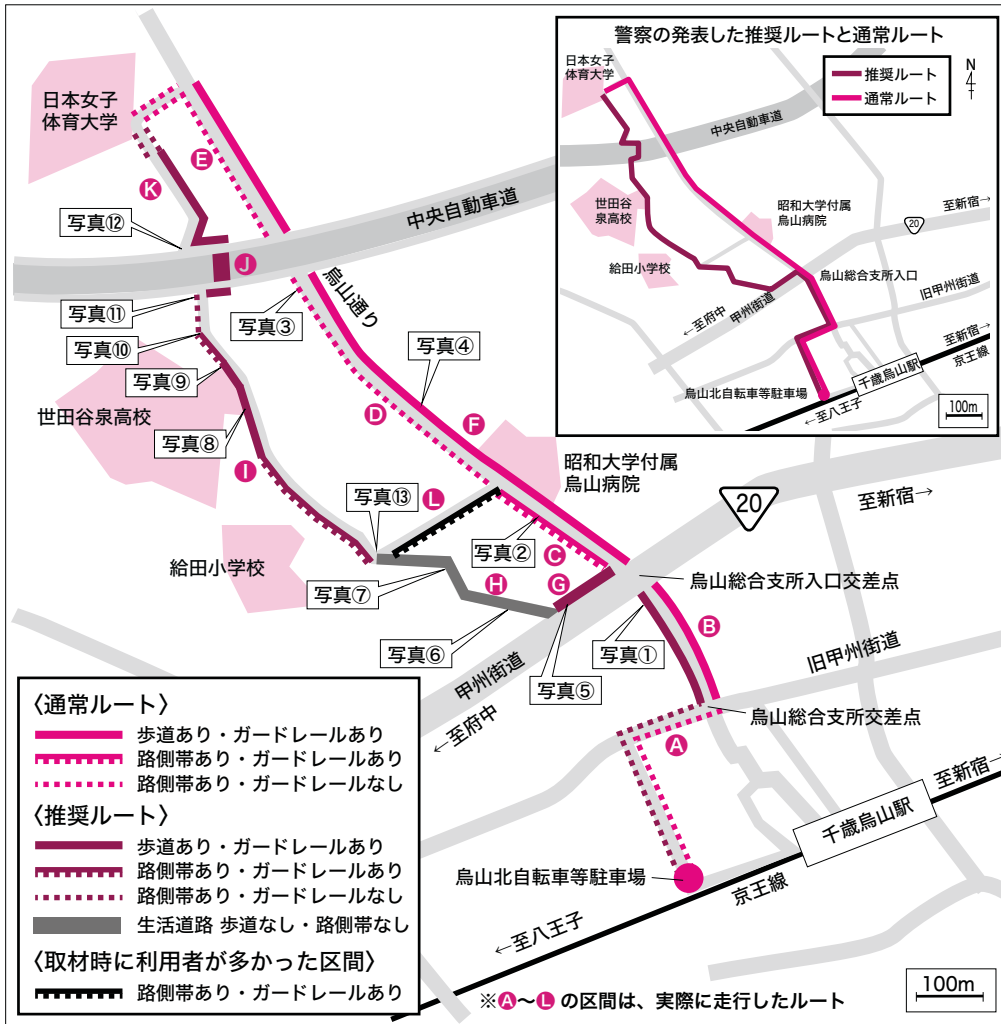 警察の発表した推奨ルートと通常ルート
日本女子
体育大学
推奨ルート
通常ルート
N
中央自動車道
世田谷
泉高校
昭和大学付属
烏山病院
至新宿→
20
給田小学校
烏山総合支所入口
旧甲州街道
←至府中
甲州街道
至新宿→
京王線
千歳烏山駅
烏山北自転車等駐車場
←至八王子
100m
日本女子
体育大学
E
K
写真⑫
中央自動車道
J
烏山通り
写真⑪
写真③
写真⑩
写真④
写真⑨
世田谷泉高校
D
F
写真⑧
I
昭和大学付属
烏山病院
写真⑬
L
20
至新宿→
写真②
C
給田小学校
G
烏山総合支所入口交差点
写真⑦
H
B
写真⑥
写真①
旧甲州街道
甲州街道
写真⑤
←至府中
烏山総合支所交差点
A
〈通常ルート〉
歩道あり・ガードレールあり
路側帯あり・ガードレールあり
路側帯あり・ガードレールなし
〈推奨ルート〉
歩道あり・ガードレールあり
路側帯あり・ガードレールあり
路側帯あり・ガードレールなし
生活道路 歩道なし・路側帯なし
〈取材時に利用者が多かった区間〉
路側帯あり・ガードレールあり
至新宿→
千歳烏山駅
烏山北自転車等駐車場
京王線
←至八王子
※A〜Lの区間は、実際に走行したルート
100m